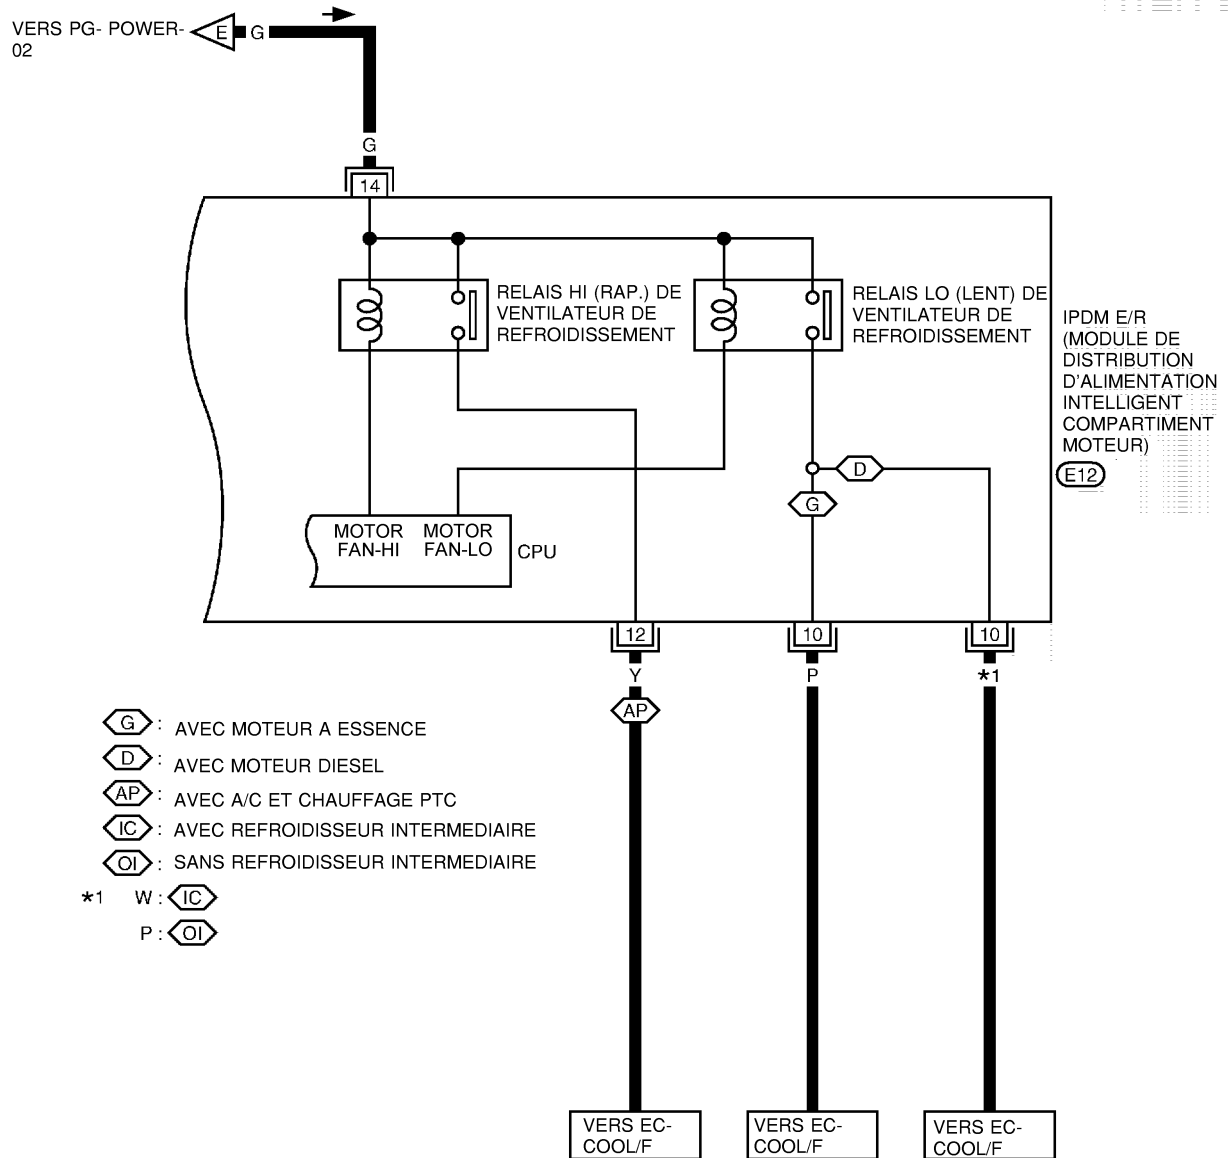 VERS PG- POWER-
02
E
G
G
14
RELAIS HI (RAP.) DE
VENTILATEUR DE
REFROIDISSEMENT
RELAIS LO (LENT) DE
VENTILATEUR DE
REFROIDISSEMENT
IPDM E/R
(MODULE DE
DISTRIBUTION
D'ALIMENTATION
INTELLIGENT
COMPARTIMENT
MOTEUR)
E12
D
G
MOTOR
FAN-HI
MOTOR
FAN-LO
CPU
12
10
10
Y
P
*1
AP
G : AVEC MOTEUR A ESSENCE
D : AVEC MOTEUR DIESEL
AP : AVEC A/C ET CHAUFFAGE PTC
IC : AVEC REFROIDISSEUR INTERMEDIAIRE
OI : SANS REFROIDISSEUR INTERMEDIAIRE
*1 W : IC
P : OI
VERS EC-
COOL/F
VERS EC-
COOL/F
VERS EC-
COOL/F